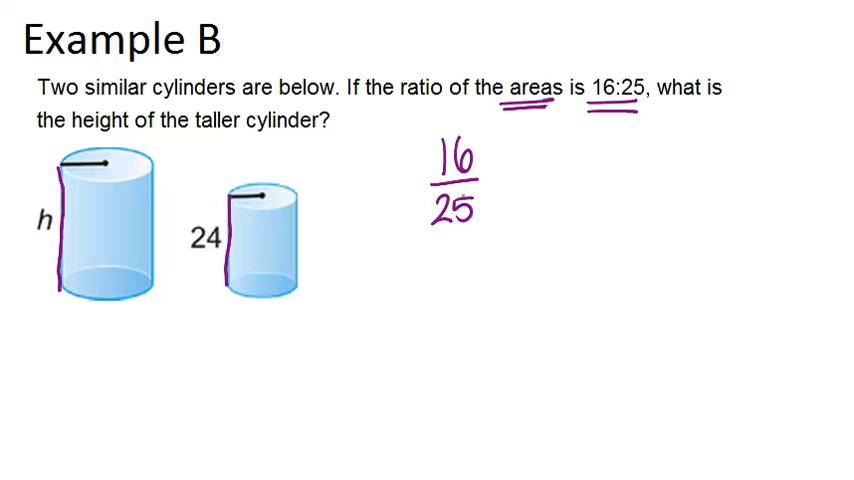 Example B
Two similar cylinders are below. If the ratio of the areas is 16:25, what is
the height of the taller cylinder?
16
25
h
24